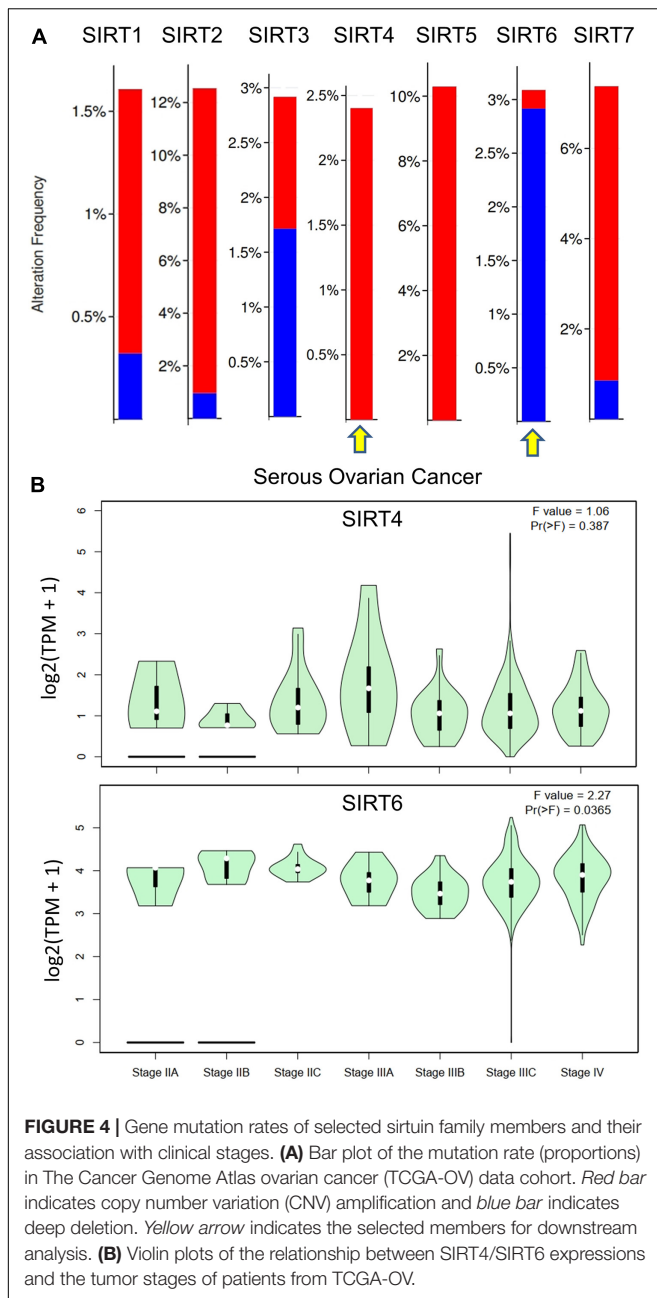 A
SIRT1 SIRT2 SIRT3 SIRT4 SIRT5 SIRT6 SIRT7
Alteration Frequency
1.5%
1%
0.5%
12%
10%
8%
6%
4%
2%
3%
2.5%
2%
1.5%
1%
0.5%
2.5%
2%
1.5%
1%
0.5%
10%
8%
6%
4%
2%
3%
2.5%
2%
1.5%
1%
0.5%
6%
4%
2%
Serous Ovarian Cancer
B
SIRT4
F value = 1.06
Pr(>F) = 0.387
log2(TPM + 1)
6
5
4
3
2
1
0
SIRT6
F value = 2.27
Pr(>F) = 0.0365
log2(TPM + 1)
5
4
3
2
1
0
Stage IIA Stage IIB Stage IIC Stage IIIA Stage IIIB Stage IIIC Stage IV
FIGURE 4 | Gene mutation rates of selected sirtuin family members and their
association with clinical stages. (A) Bar plot of the mutation rate (proportions)
in The Cancer Genome Atlas ovarian cancer (TCGA-OV) data cohort. Red bar
indicates copy number variation (CNV) amplification and blue bar indicates
deep deletion. Yellow arrow indicates the selected members for downstream
analysis. (B) Violin plots of the relationship between SIRT4/SIRT6 expressions
and the tumor stages of patients from TCGA-OV.